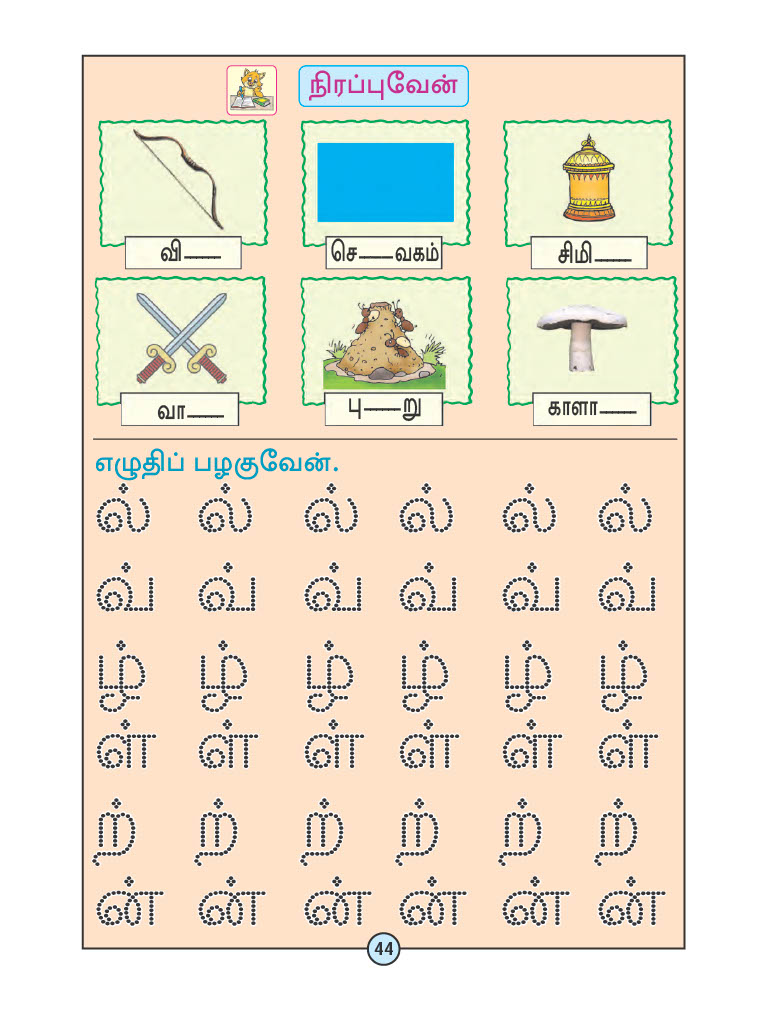 நிரப்புவேன்
வி____ செ____வகம் சிமி____
வா____ பு____று காளா____
எழுதிப் பழகுவேன்.
ல் ல் ல் ல் ல் ல்
வ் வ் வ் வ் வ் வ்
ழ் ழ் ழ் ழ் ழ் ழ்
ள் ள் ள் ள் ள் ள்
ற் ற் ற் ற் ற் ற்
ன் ன் ன் ன் ன் ன்
44